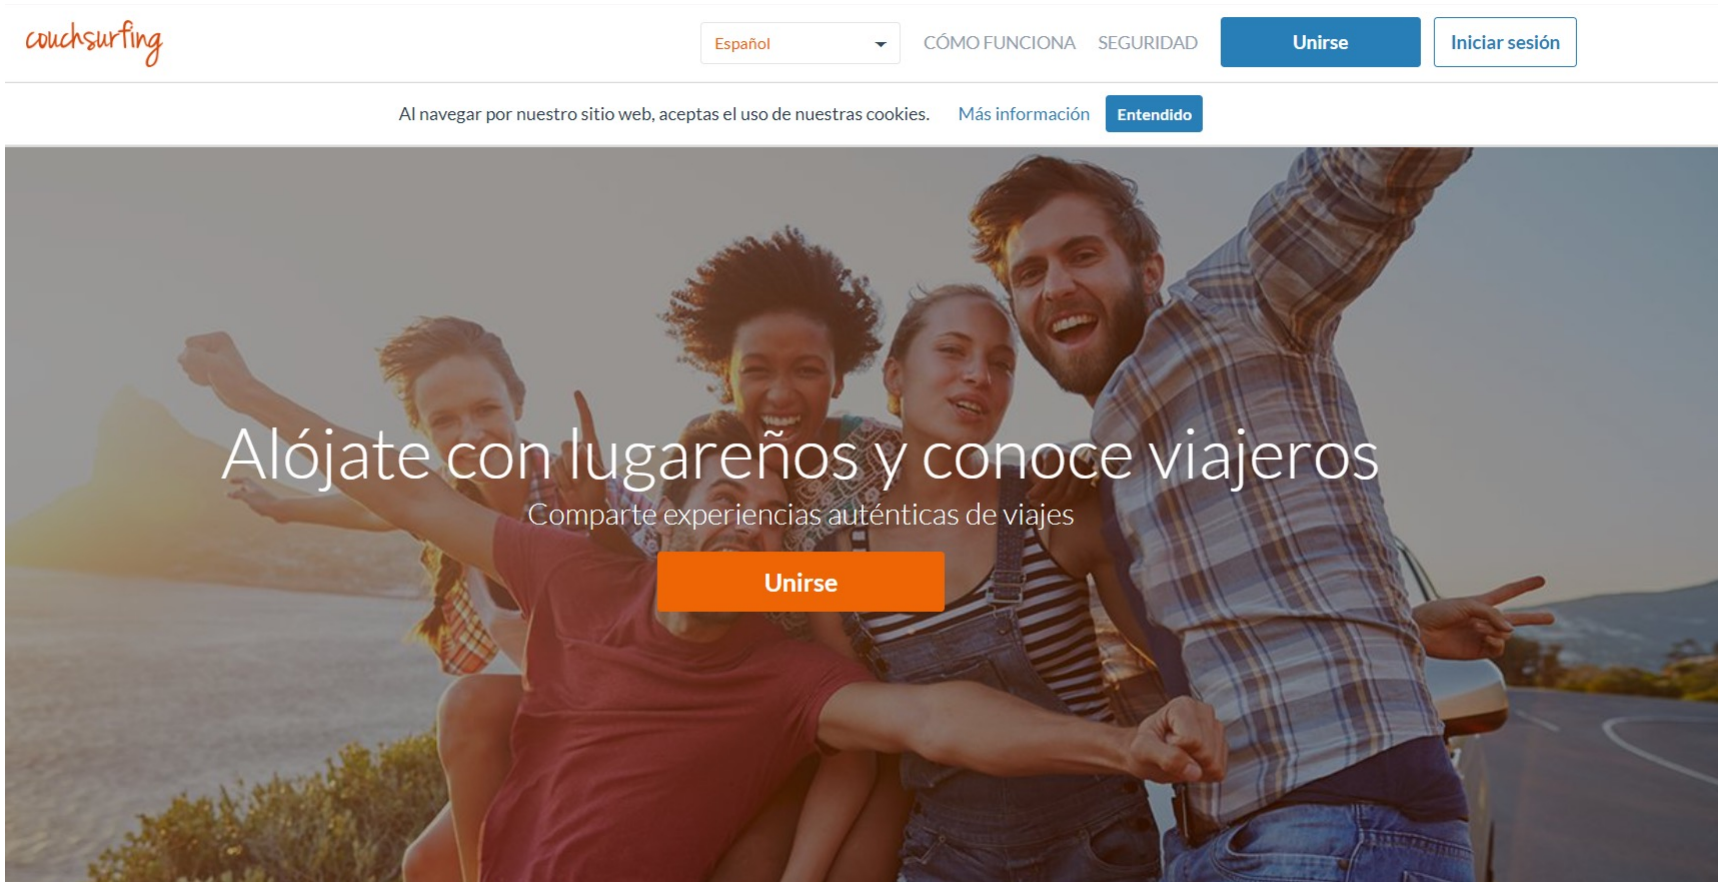 couchsurfing
Español
CÓMO FUNCIONA
SEGURIDAD
Unirse
Iniciar sesión
Al navegar por nuestro sitio web, aceptas el uso de nuestras cookies. Más información Entendido
Alójate con lugareños y conoce viajeros
Comparte experiencias auténticas de viajes
Unirse